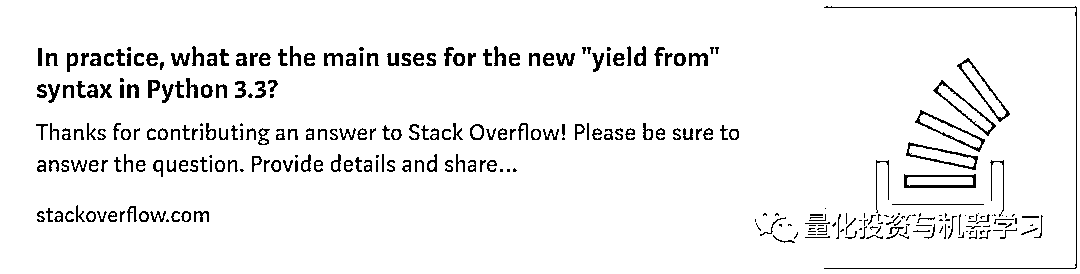 In practice, what are the main uses for the new "yield from"
syntax in Python 3.3?
Thanks for contributing an answer to Stack Overflow! Please be sure to
answer the question. Provide details and share...
stackoverflow.com
量化投资与机器学习